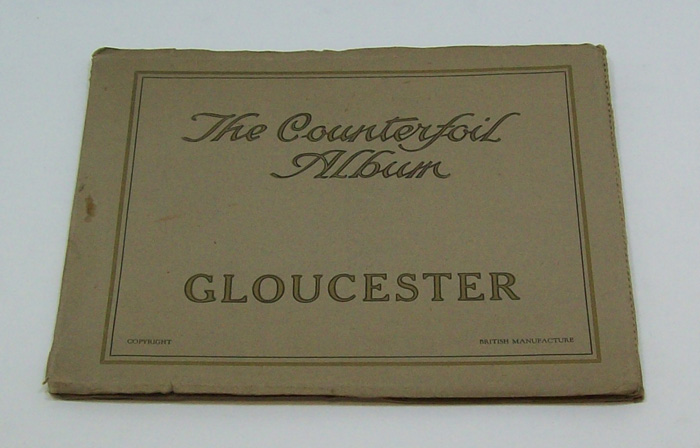 The Counterfoil
Album
GLOUCESTER
COPYRIGHT
BRITISH MANUFACTURE